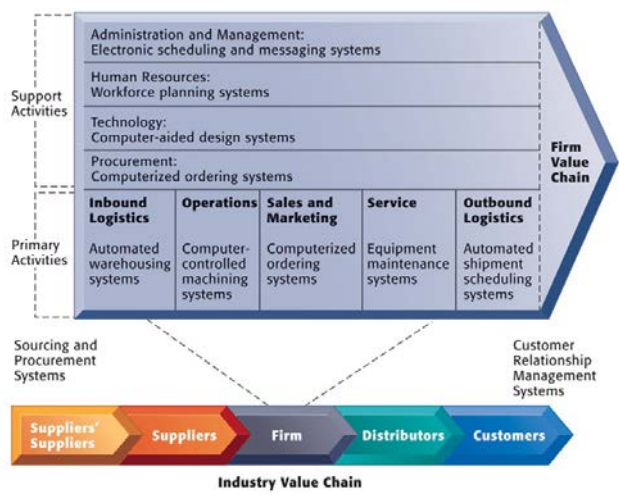 Administration and Management:
Electronic scheduling and messaging systems
Human Resources:
Workforce planning systems
Support
Activities
Technology:
Computer-aided design systems
Procurement:
Computerized ordering systems
Firm
Value
Chain
Primary
Activities
Inbound
Logistics
Automated
warehousing
systems
Operations
Computer-
controlled
machining
systems
Sales and
Marketing
Computerized
ordering
systems
Service
Equipment
maintenance
systems
Outbound
Logistics
Automated
shipment
scheduling
systems
Sourcing and
Procurement
Systems
Customer
Relationship
Management
Systems
Suppliers'
Suppliers
Suppliers
Firm
Distributors
Customers
Industry Value Chain